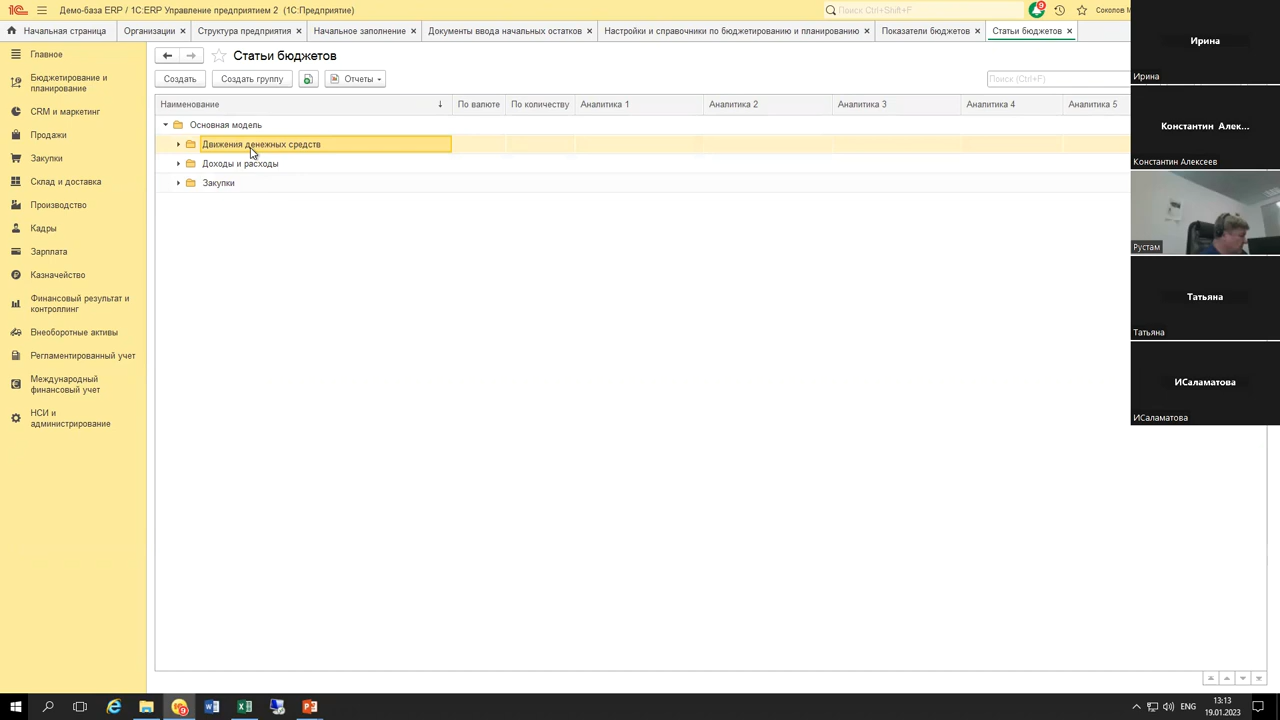 Демо-база ERP / 1С:ERP Управление предприятием 2 (1С:Предприятие)
Поиск Ctrl+Shift+F
9
Соколов М
Начальная страница
Организации ×
Структура предприятия ×
Начальное заполнение ×
Документы ввода начальных остатков ×
Настройки и справочники по бюджетированию и планированию ×
Показатели бюджетов ×
Статьи бюджетов ×
Главное
Бюджетирование и
планирование
CRM и маркетинг
Продажи
Закупки
Склад и доставка
Производство
Кадры
Зарплата
Казначейство
Финансовый результат и
контроллинг
Внеоборотные активы
Регламентированный учет
Международный
финансовый учет
НСИ и
администрирование
Статьи бюджетов
Создать
Создать группу
Отчеты
Поиск (Ctrl+F)
Наименование
По валюте
По количеству
Аналитика 1
Аналитика 2
Аналитика 3
Аналитика 4
Аналитика 5
Основная модель
Движения денежных средств
Доходы и расходы
Закупки
Ирина
Ирина
Константин Алек...
Константин Алексеев
Рустам
Татьяна
Татьяна
ИСаламатова
ИСаламатова
ENG
13:13
19.01.2023